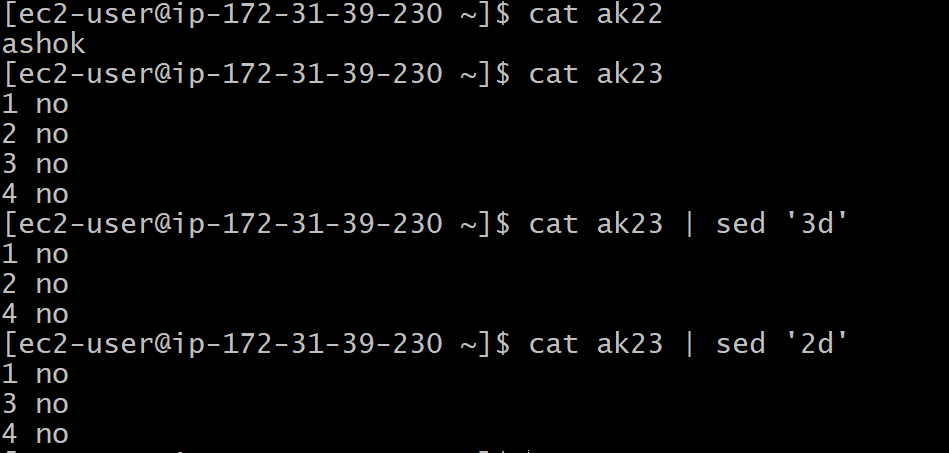 [ec2-user@ip-172-31-39-230 ~]$ cat ak22
ashok
[ec2-user@ip-172-31-39-230 ~]$ cat ak23
1 no
2 no
3 no
4 no
[ec2-user@ip-172-31-39-230 ~]$ cat ak23 | sed '3d'
1 no
2 no
4 no
[ec2-user@ip-172-31-39-230 ~]$ cat ak23 | sed '2d'
1 no
3 no
4 no